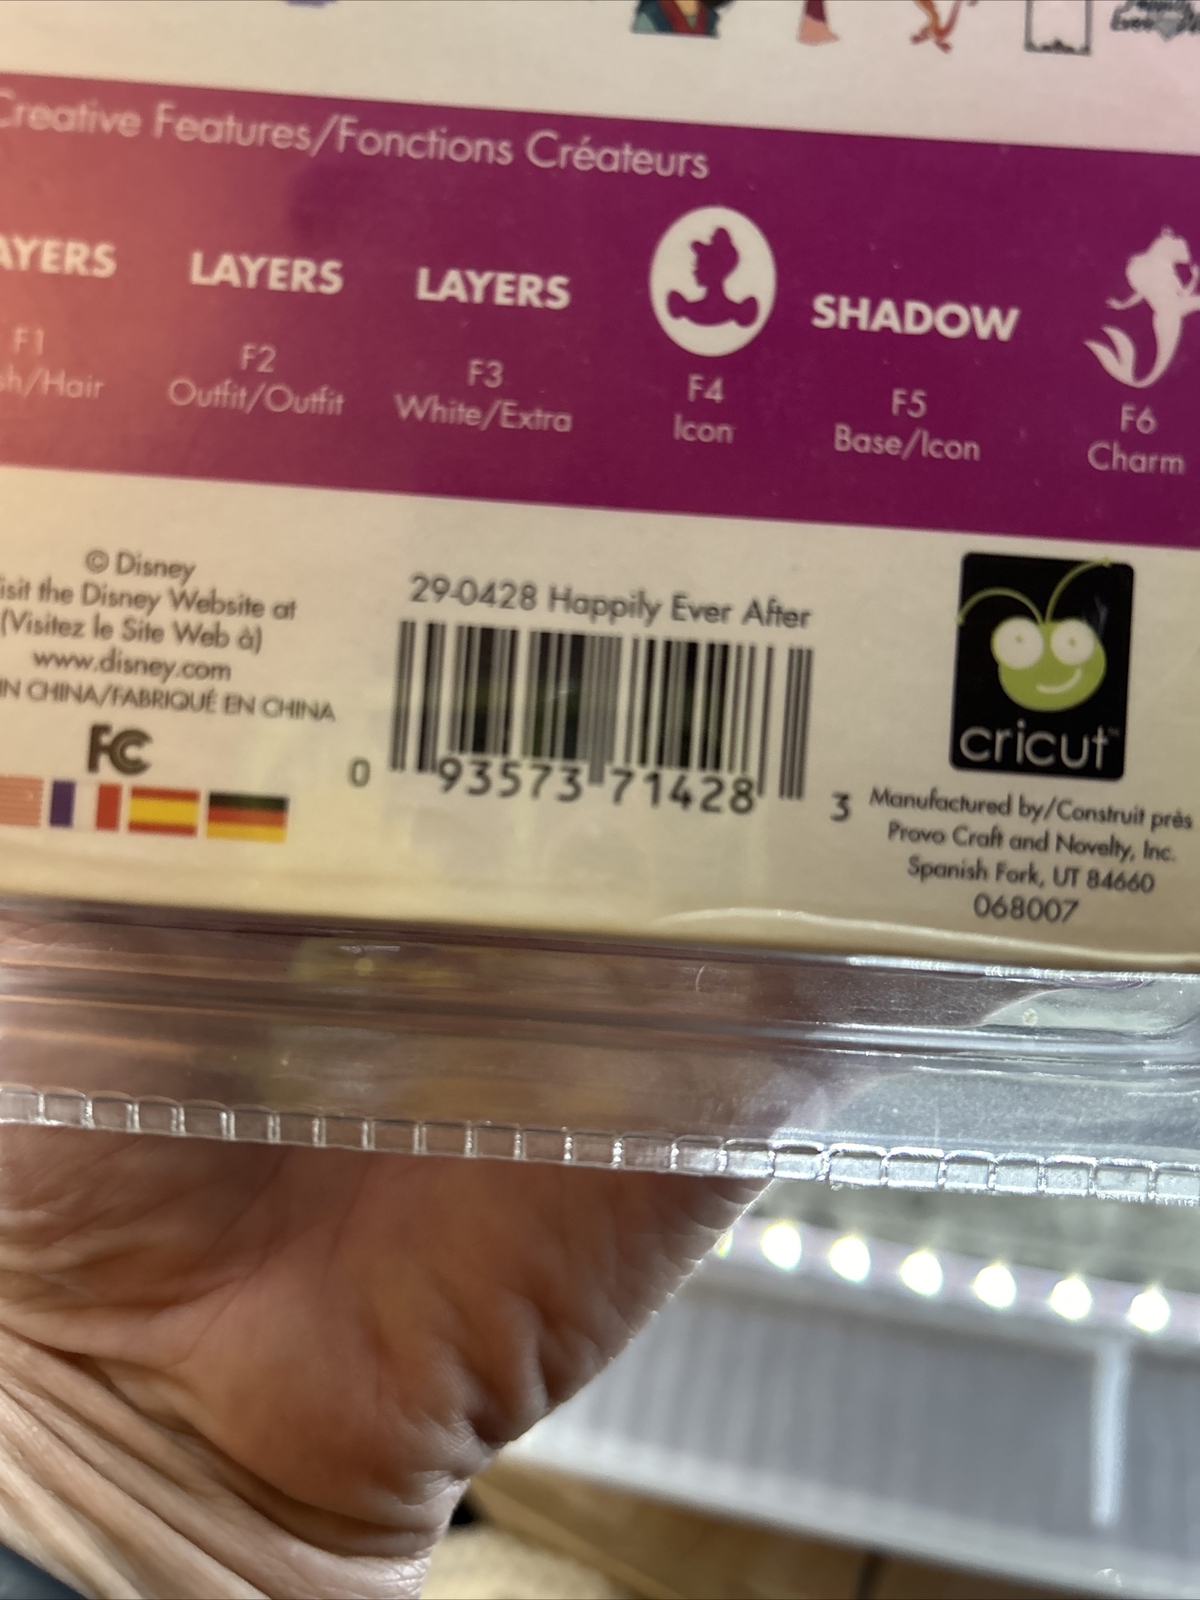 Creative Features/Fonctions Créateurs
AYERS LAYERS LAYERS SHADOW
F1 F2 F3 F4 F5 F6
sh/Hair Outfit/Outfit White/Extra Icon Base/Icon Charm
© Disney
isit the Disney Website at
(Visitez le Site Web à)
www.disney.com
IN CHINA/FABRIQUÉ EN CHINA
FC
29-0428 Happily Ever After
0 93573 71428 3
cricut™
Manufactured by/Construit près
Provo Craft and Novelty, Inc.
Spanish Fork, UT 84660
068007